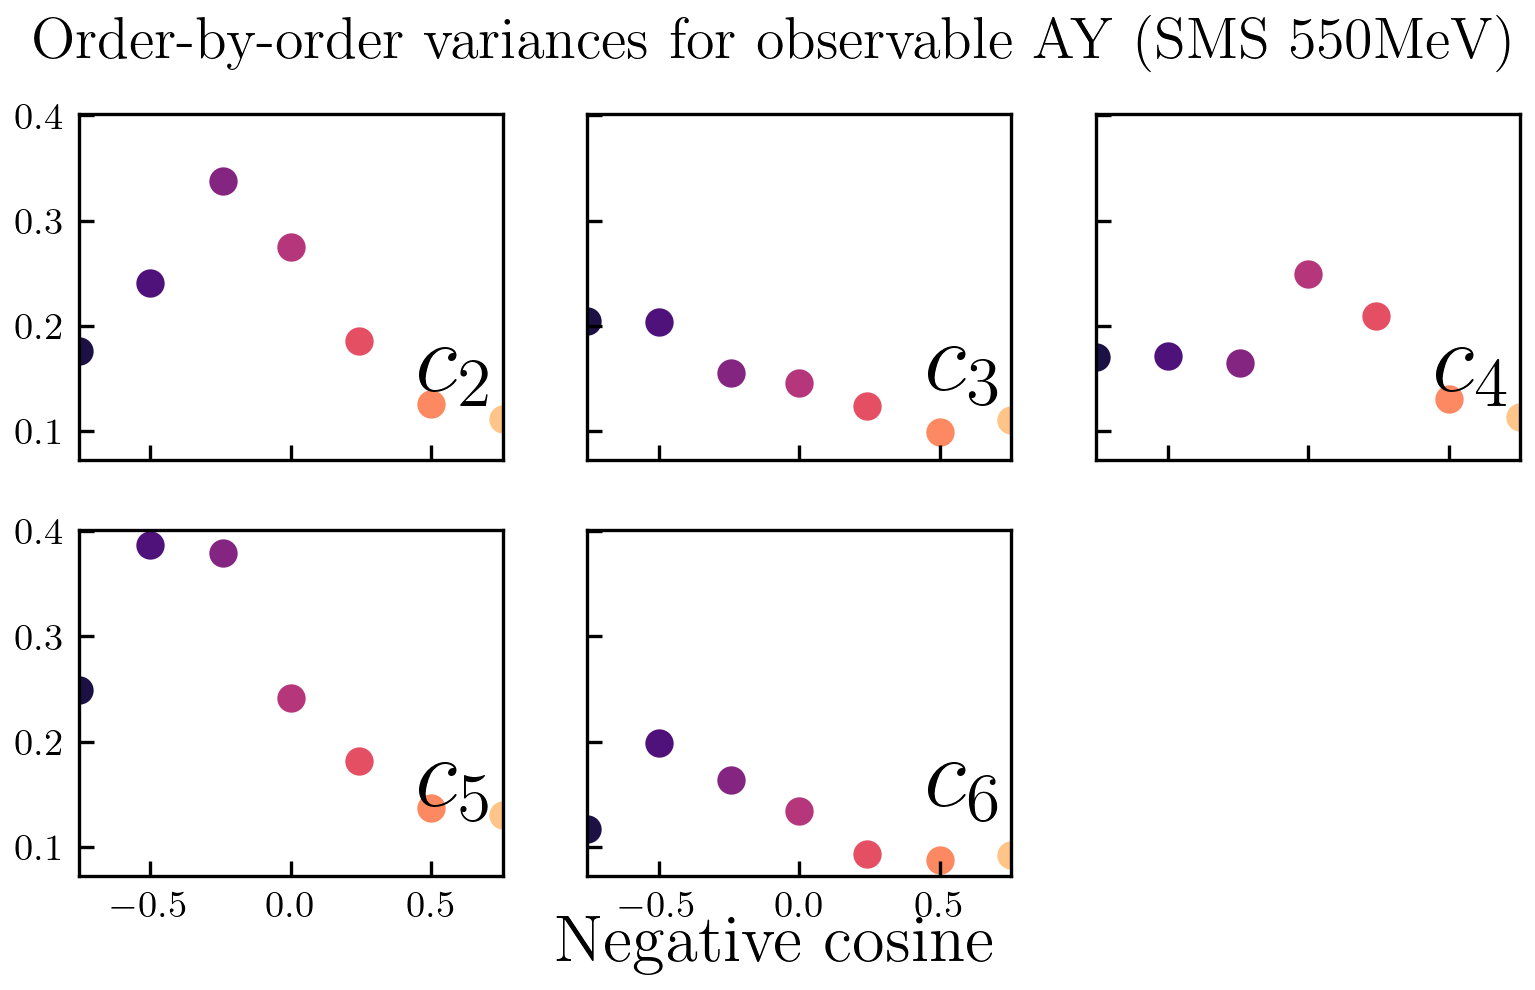 Order-by-order variances for observable AY (SMS 550MeV)
0.4
0.3
0.2
0.1
c2
c3
c4
0.4
0.3
0.2
0.1
c5
c6
−0.5 0.0 0.5
−0.5 0.0 0.5
Negative cosine